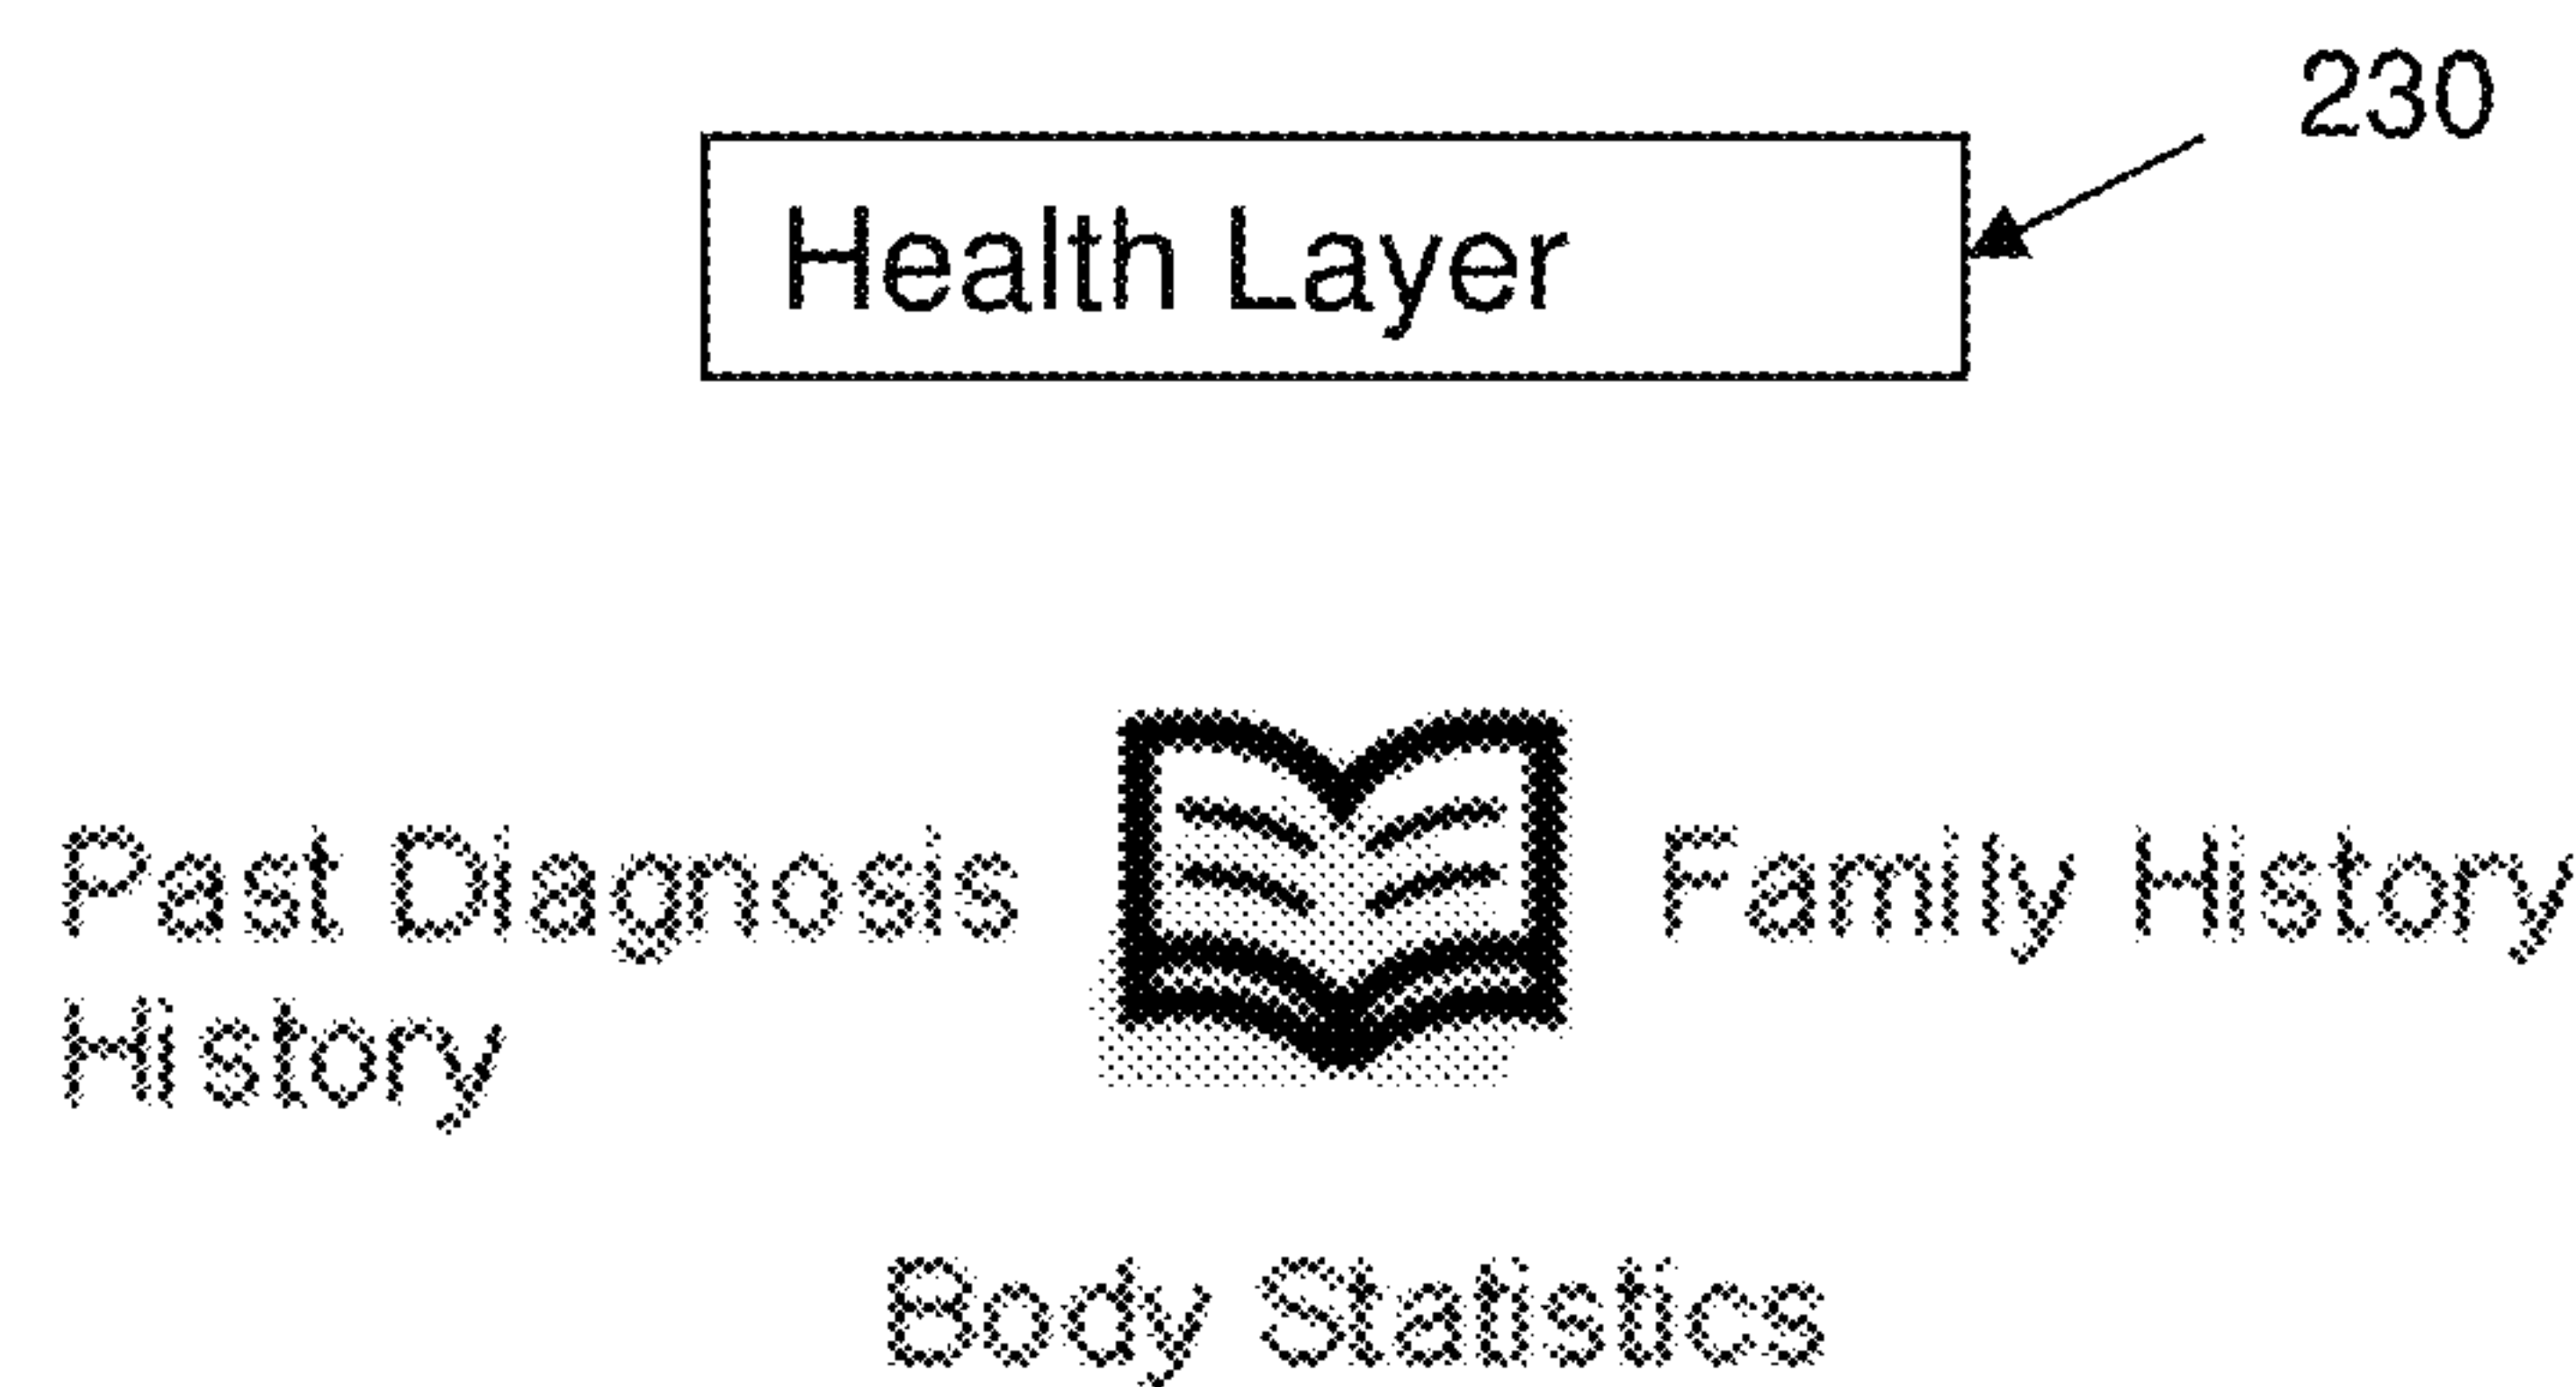 230
Health Layer
Past Diagnosis
History
Family History
Body Statistics